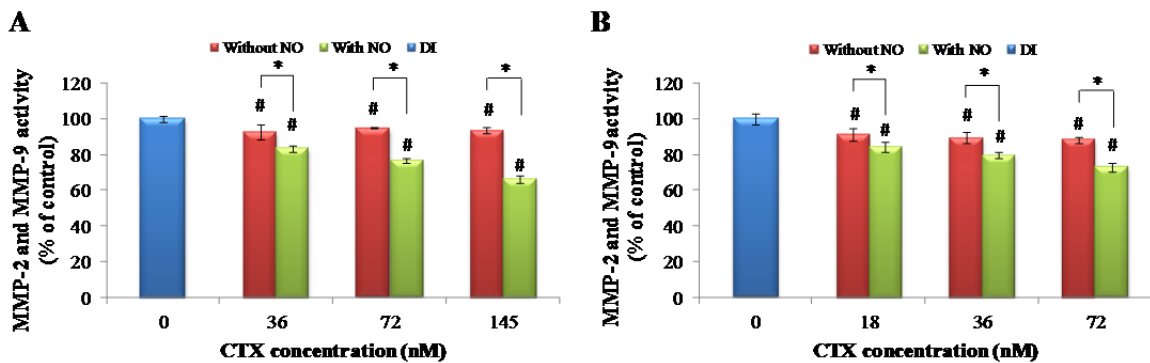 A
Without NO With NO DI
MMP-2 and MMP-9 activity
(% of control)
120
100
80
60
40
20
0
* * *
# # # # # #
0 36 72 145
CTX concentration (nM)
B
Without NO With NO DI
MMP-2 and MMP-9activity
(% of control)
120
100
80
60
40
20
0
* * *
# # # # # #
0 18 36 72
CTX concentration (nM)